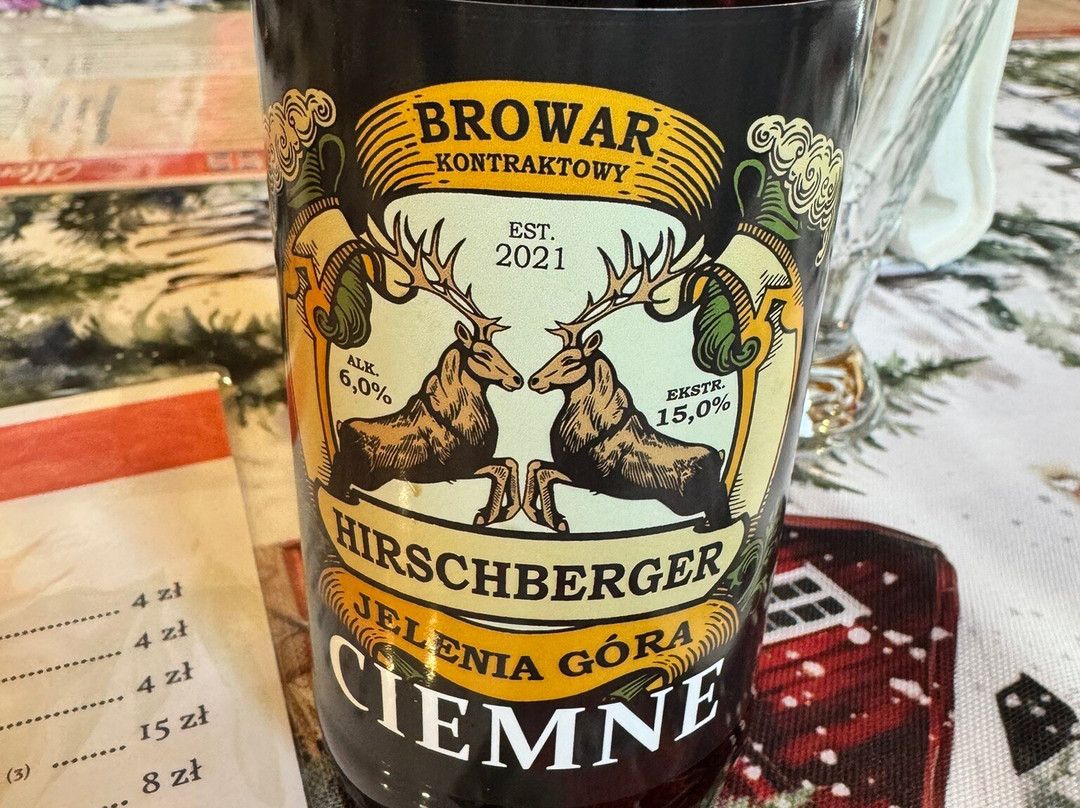 BROWAR
KONTRAKTOWY
EST.
2021
ALK.
6,0%
EKSTR.
15,0%
HIRSCHBERGER
JELENIA GÓRA
CIEMNE
4 zł
4 zł
4 zł
15 zł
(3)
8 zł